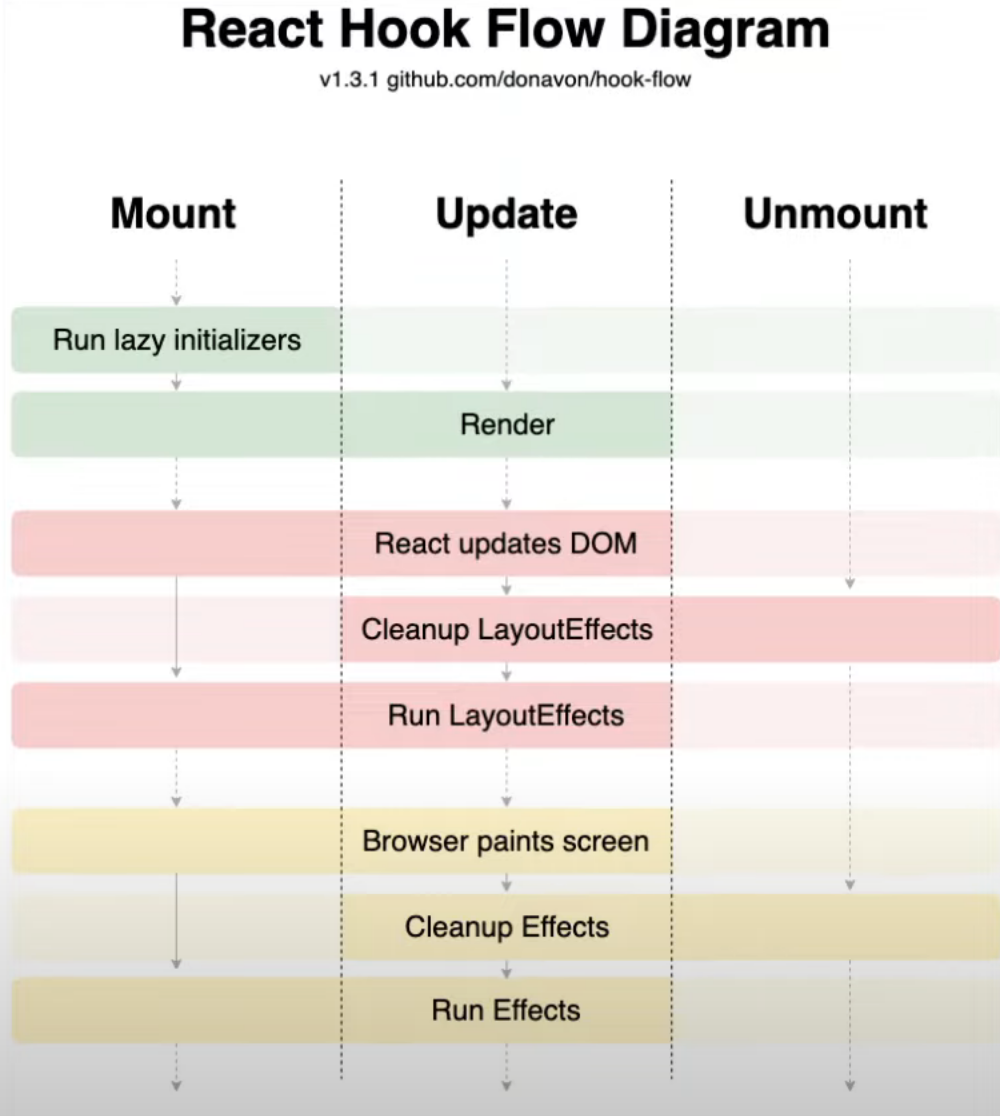 React Hook Flow Diagram
v1.3.1 github.com/donavon/hook-flow
Mount
Update
Unmount
Run lazy initializers
Render
React updates DOM
Cleanup LayoutEffects
Run LayoutEffects
Browser paints screen
Cleanup Effects
Run Effects